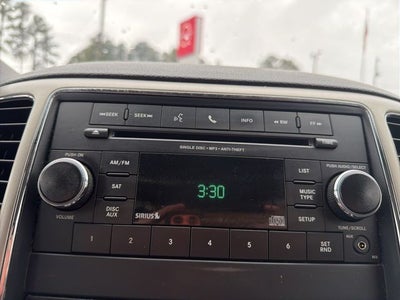 I◄◄SEEK SEEK►►I INFO ◄◄ RW FF ►►
SINGLE DISC • MP3 • ANTI-THEFT
PUSH ON
PUSH AUDIO/SELECT
AM/FM
LIST
SAT
3:30
MUSIC TYPE
DISC AUX
SETUP
SIRIUS
VOLUME
TUNE/SCROLL
1 2 3 4 5 6 SET RND
AUX